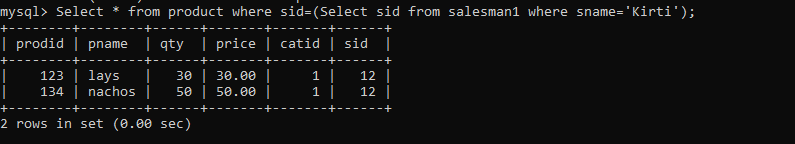 mysql> Select * from product where sid=(Select sid from salesman1 where sname='Kirti');
+--------+--------+------+-------+-------+------+
| prodid | pname  | qty  | price | catid | sid  |
+--------+--------+------+-------+-------+------+
|    123 | lays   |   30 | 30.00 |     1 |   12 |
|    134 | nachos |   50 | 50.00 |     1 |   12 |
+--------+--------+------+-------+-------+------+
2 rows in set (0.00 sec)